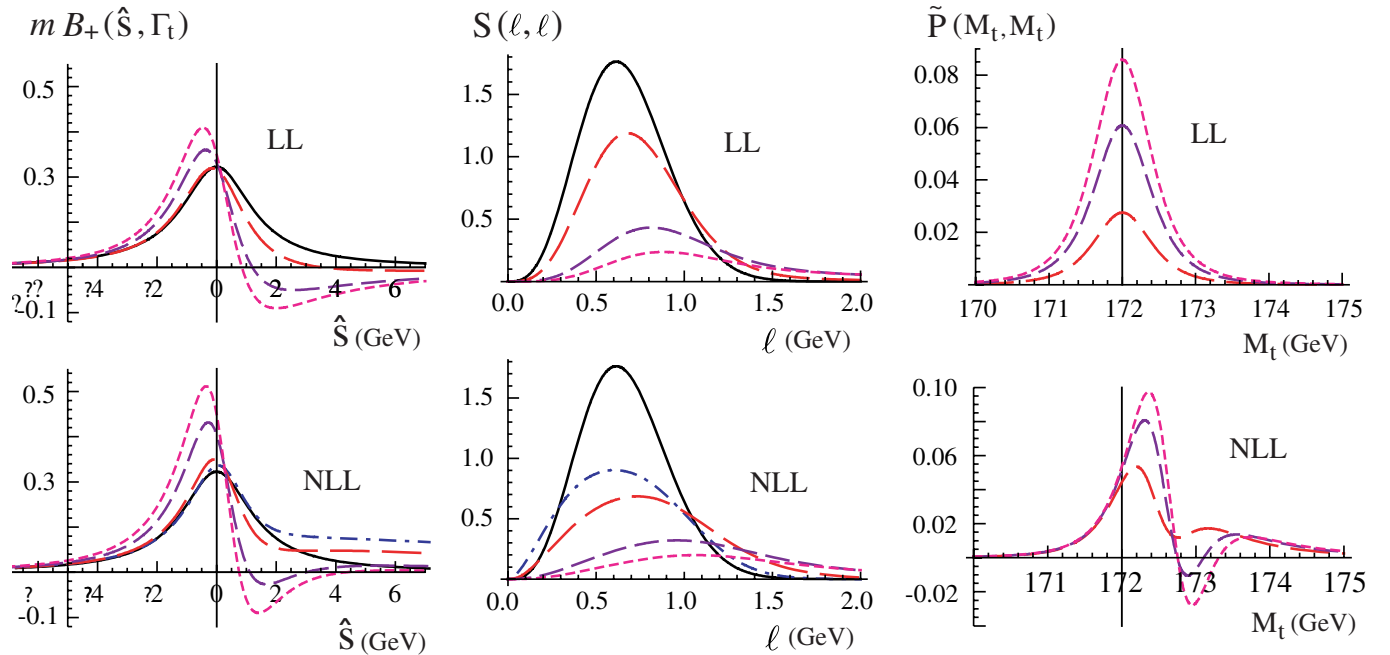 m B₊(ŝ, Γₜ)
0.5
0.3
-0.1
LL
? ?? ?4 ?2 0 2 4 6
ŝ (GeV)
S(ℓ, ℓ)
1.5
1.0
0.5
LL
0.0 0.5 1.0 1.5 2.0
ℓ (GeV)
P̃(Mₜ, Mₜ)
0.08
0.06
0.04
0.02
LL
170 171 172 173 174 175
Mₜ (GeV)
0.5
0.3
-0.1
NLL
? ?4 ?2 0 2 4 6
ŝ (GeV)
1.5
1.0
0.5
NLL
0.0 0.5 1.0 1.5 2.0
ℓ (GeV)
0.10
0.06
0.02
-0.02
NLL
171 172 173 174 175
Mₜ (GeV)